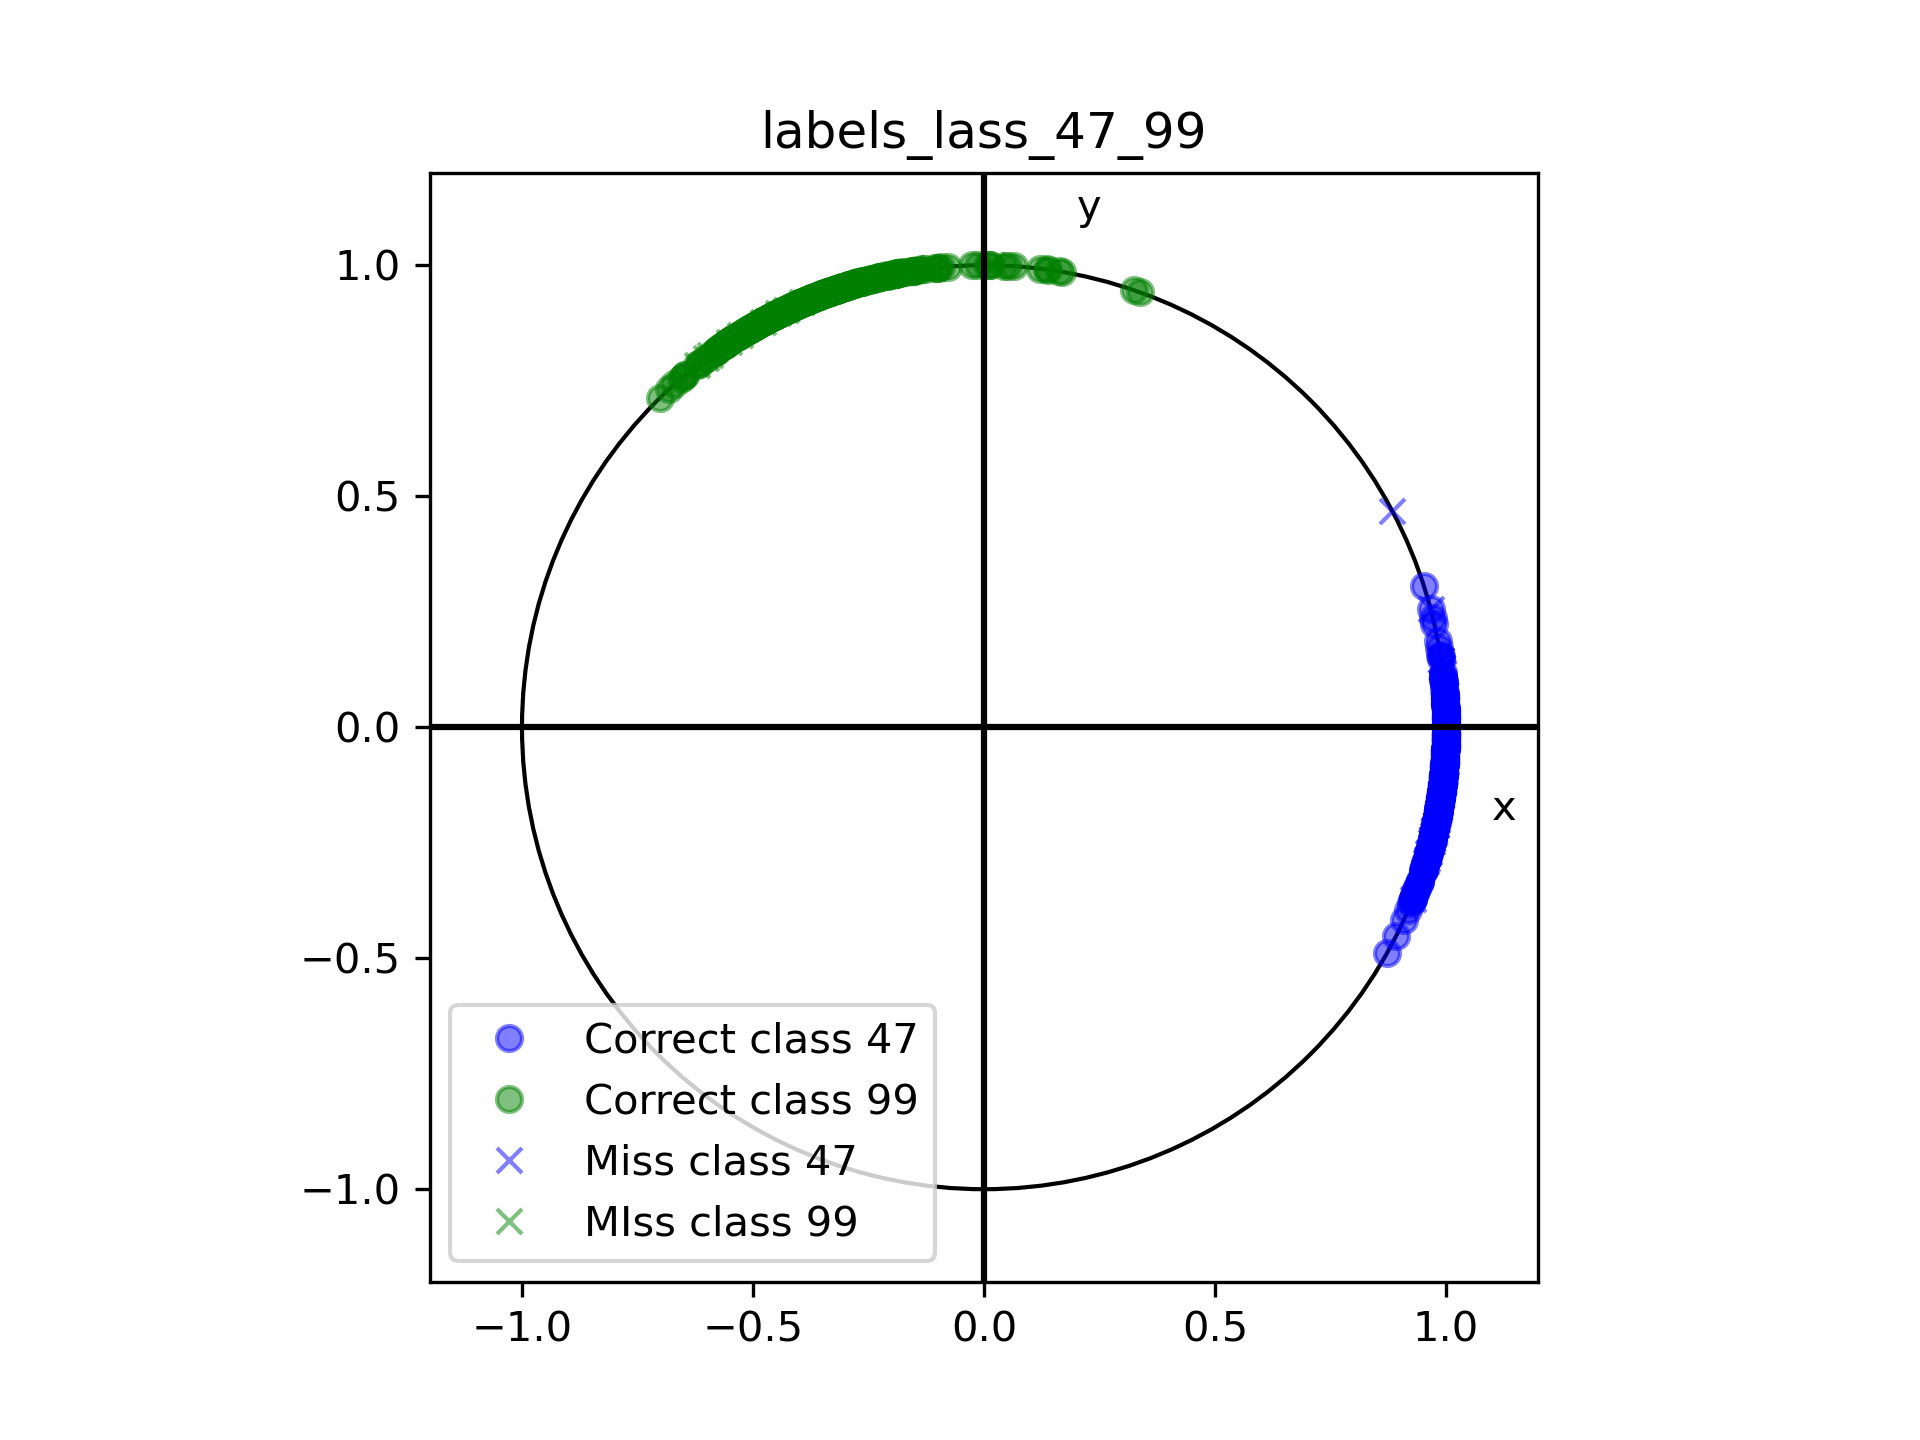 labels_lass_47_99
y
1.0
0.5
0.0
x
−0.5
−1.0
Correct class 47
Correct class 99
Miss class 47
MIss class 99
−1.0 −0.5 0.0 0.5 1.0